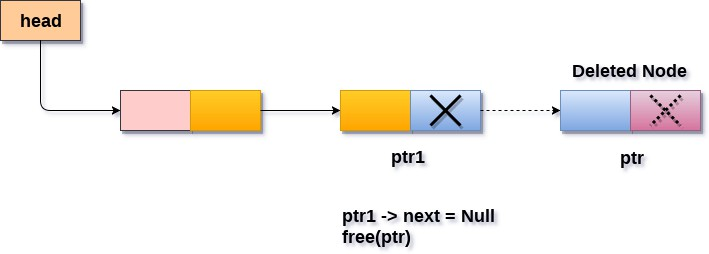 head
Deleted Node
ptr1
ptr
ptr1 -> next = Null
free(ptr)